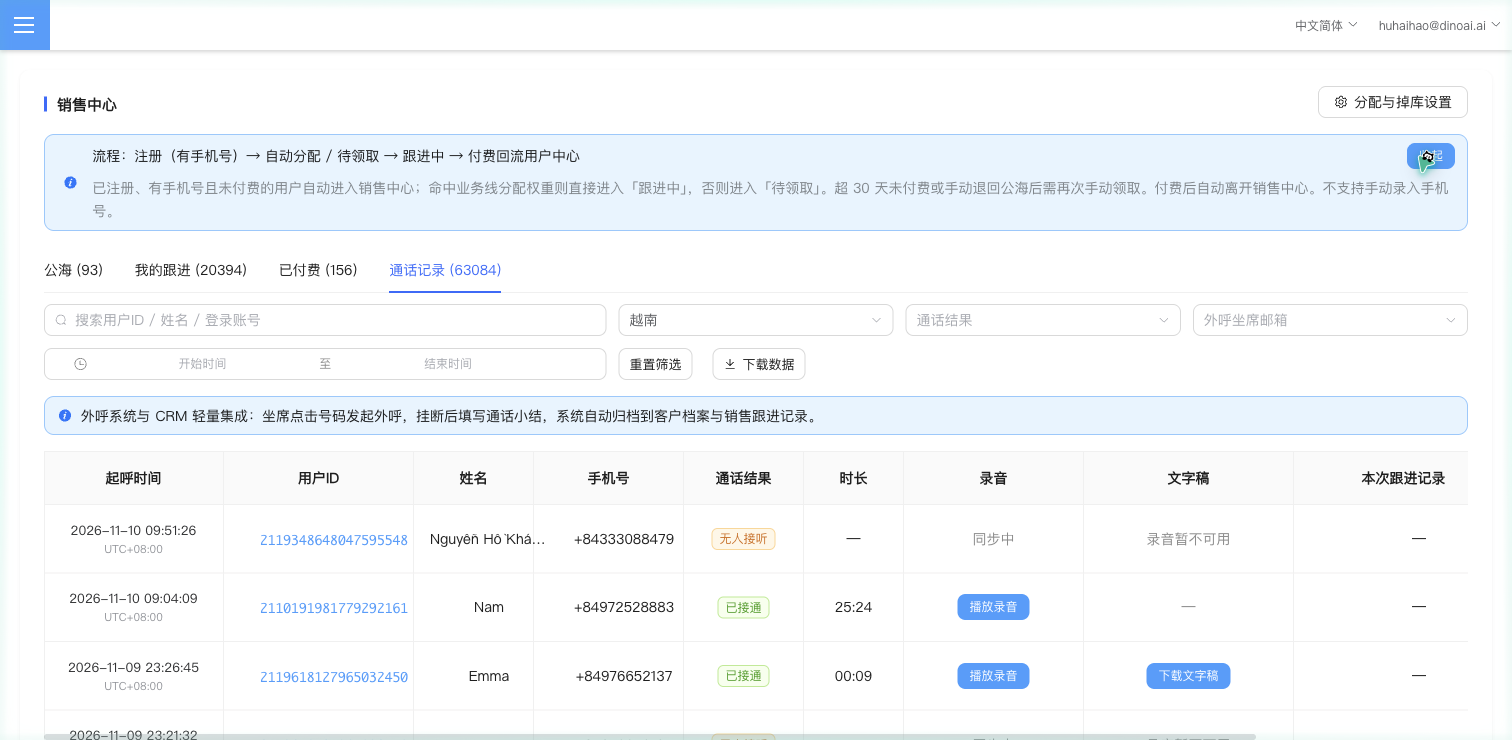 中文简体
huhaihao@dinoai.ai
销售中心
分配与掉库设置
流程：注册（有手机号）→ 自动分配 / 待领取 → 跟进中 → 付费回流用户中心
已注册、有手机号且未付费的用户自动进入销售中心；命中业务线分配权重则直接进入「跟进中」，否则进入「待领取」。超 30 天未付费或手动退回公海后需再次手动领取。付费后自动离开销售中心。不支持手动录入手机
号。
公海 (93) 我的跟进 (20394) 已付费 (156) 通话记录 (63084)
搜索用户ID / 姓名 / 登录账号 越南 通话结果 外呼坐席邮箱
开始时间 至 结束时间 重置筛选 下载数据
外呼系统与 CRM 轻量集成：坐席点击号码发起外呼，挂断后填写通话小结，系统自动归档到客户档案与销售跟进记录。
起呼时间 用户ID 姓名 手机号 通话结果 时长 录音 文字稿 本次跟进记录
2026-11-10 09:51:26
UTC+08:00
2119348648047595548 Nguyễn Hồ Khá... +84333088479 无人接听 — 同步中 录音暂不可用 —
2026-11-10 09:04:09
UTC+08:00
2110191981779292161 Nam +84972528883 已接通 25:24 播放录音 — —
2026-11-09 23:26:45
UTC+08:00
2119618127965032450 Emma +84976652137 已接通 00:09 播放录音 下载文字稿 —
2026-11-09 23:21:32